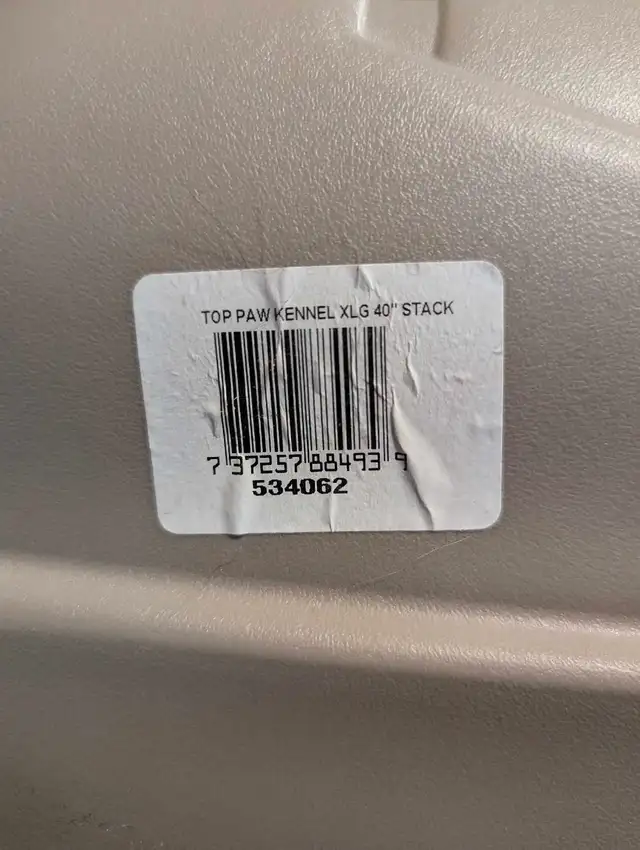 TOP PAW KENNEL XLG 40" STACK
7 37257 88493 9
534062